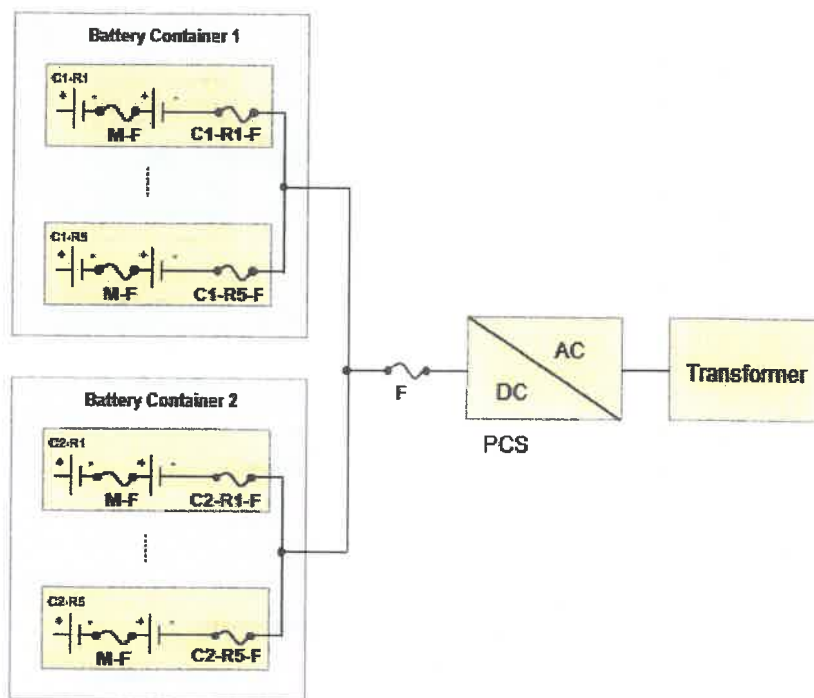 Battery Container 1
C1-R1
+ - + -
M-F
C1-R1-F
C1-R5
+ - + -
M-F
C1-R5-F
Battery Container 2
C2-R1
+ - + -
M-F
C2-R1-F
C2-R5
+ - + -
M-F
C2-R5-F
F
AC
DC
PCS
Transformer